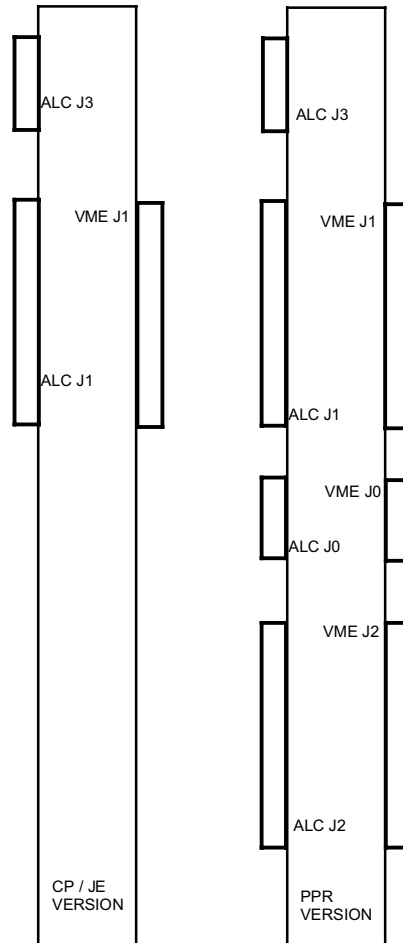 ALC J3
VME J1
ALC J1
CP / JE
VERSION
ALC J3
VME J1
ALC J1
VME J0
ALC J0
VME J2
ALC J2
PPR
VERSION